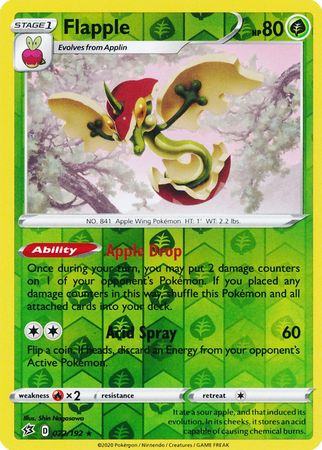 STAGE 1
Flapple
HP 80
Evolves from Applin
NO. 841 Apple Wing Pokémon HT: 1' WT: 2.2 lbs.
Ability Apple Drop
Once during your turn, you may put 2 damage counters
on 1 of your opponent's Pokémon. If you placed any
damage counters in this way, shuffle this Pokémon and all
attached cards into your deck.
Acid Spray 60
Flip a coin. If heads, discard an Energy from your opponent's
Active Pokémon.
weakness ×2 resistance retreat
Illus. Shin Nagasawa
D 022/192 ★
It ate a sour apple, and that induced its
evolution. In its cheeks, it stores an acid
capable of causing chemical burns.
©2020 Pokémon / Nintendo / Creatures / GAME FREAK